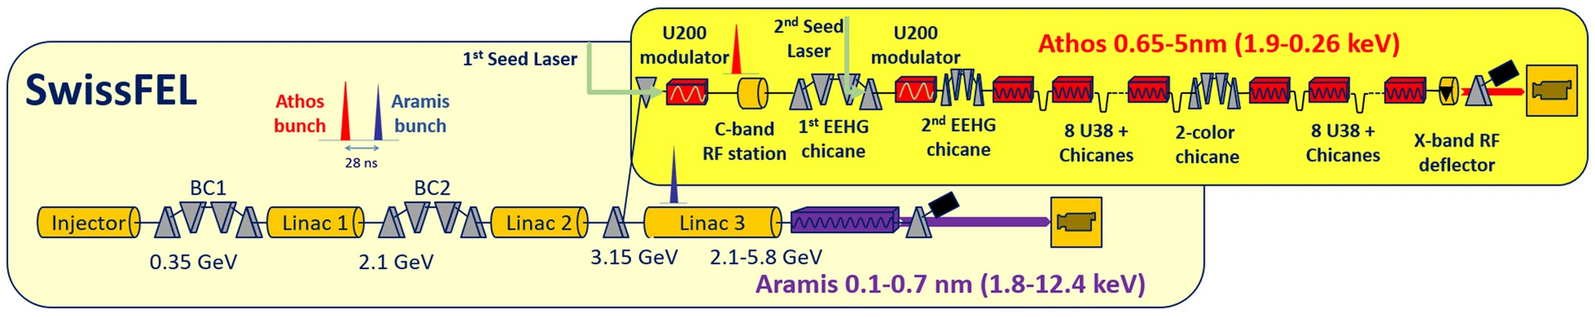 SwissFEL
Athos
bunch
Aramis
bunch
28 ns
1st Seed Laser
U200
modulator
2nd Seed
Laser
U200
modulator
Athos 0.65-5nm (1.9-0.26 keV)
C-band
RF station
1st EEHG
chicane
2nd EEHG
chicane
8 U38 +
Chicanes
2-color
chicane
8 U38 +
Chicanes
X-band RF
deflector
BC1
BC2
Injector
Linac 1
Linac 2
Linac 3
0.35 GeV
2.1 GeV
3.15 GeV
2.1-5.8 GeV
Aramis 0.1-0.7 nm (1.8-12.4 keV)